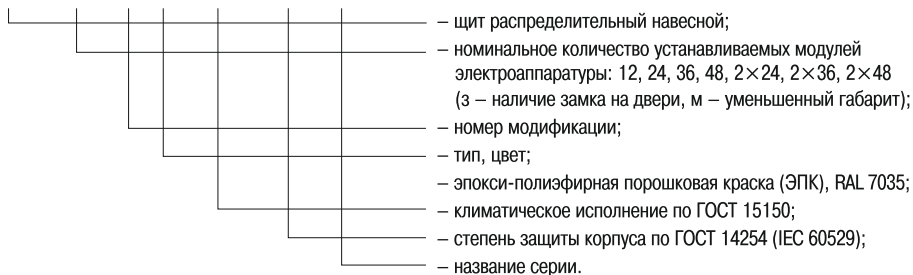 – щит распределительный навесной;
– номинальное количество устанавливаемых модулей
электроаппаратуры: 12, 24, 36, 48, 2×24, 2×36, 2×48
(з – наличие замка на двери, м – уменьшенный габарит);
– номер модификации;
– тип, цвет;
– эпокси-полиэфирная порошковая краска (ЭПК), RAL 7035;
– климатическое исполнение по ГОСТ 15150;
– степень защиты корпуса по ГОСТ 14254 (IEC 60529);
– название серии.